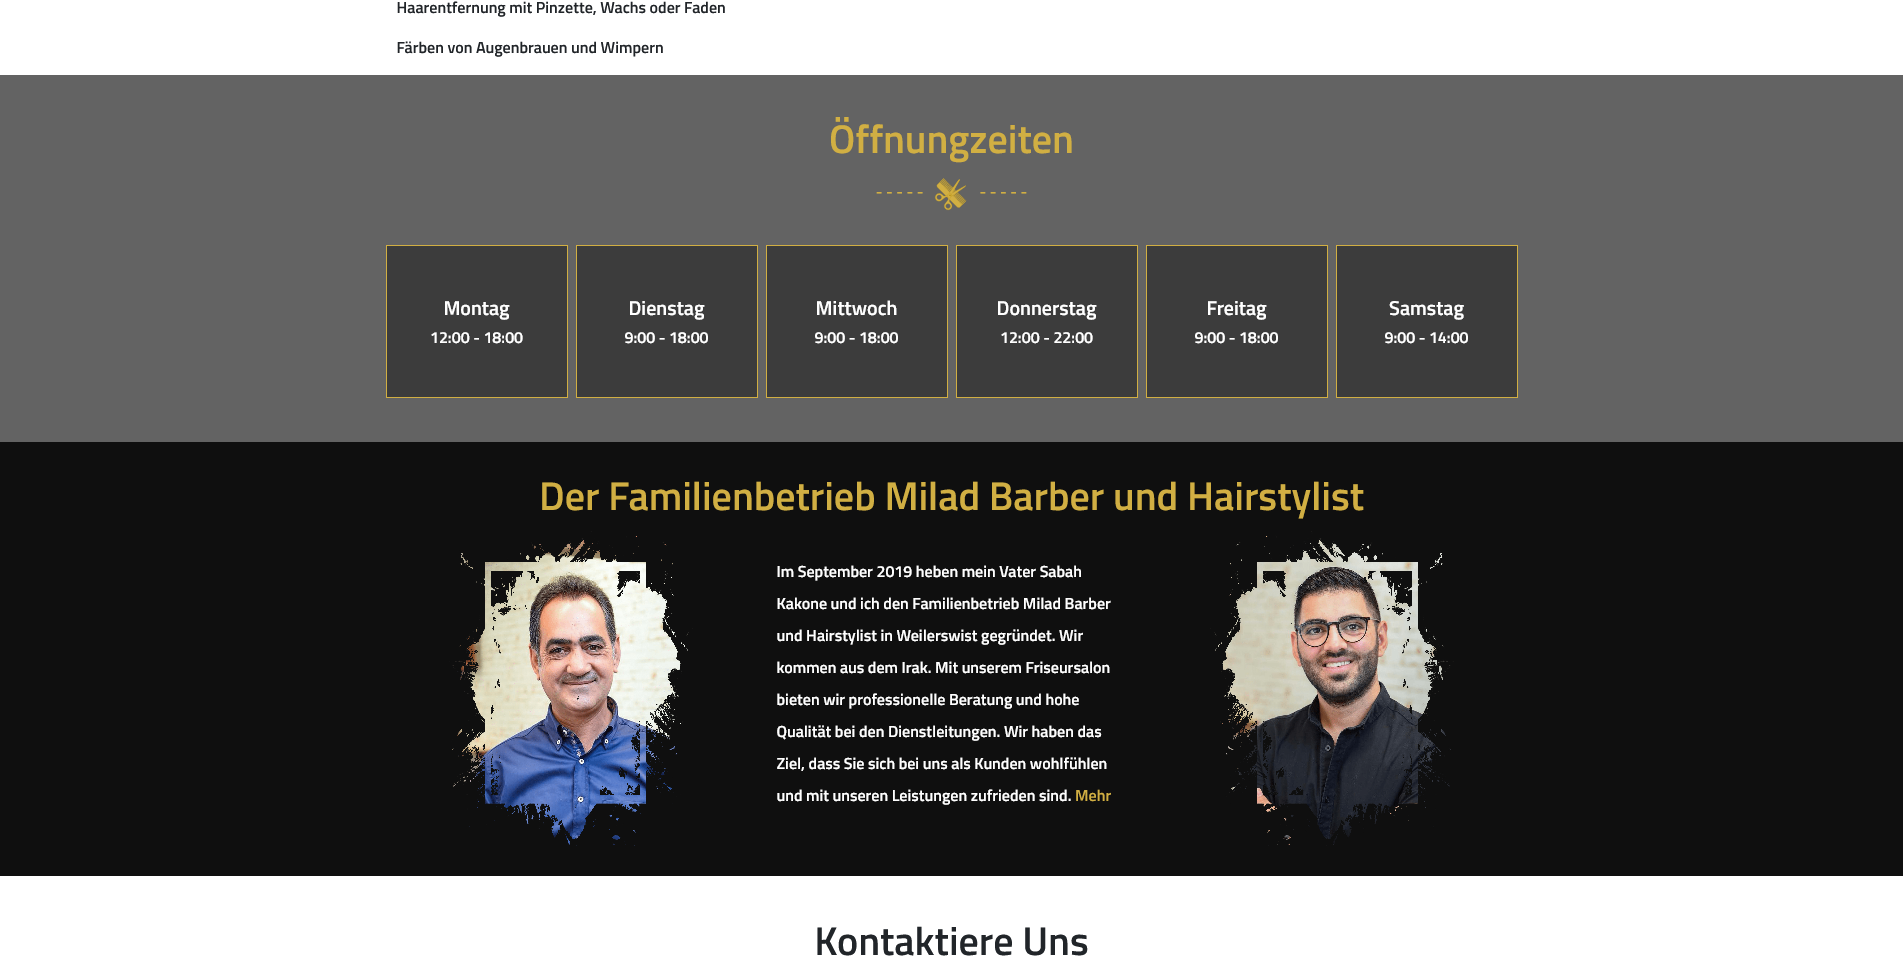 Haarentfernung mit Pinzette, Wachs oder Faden
Färben von Augenbrauen und Wimpern
Öffnungzeiten
Montag
12:00 - 18:00
Dienstag
9:00 - 18:00
Mittwoch
9:00 - 18:00
Donnerstag
12:00 - 22:00
Freitag
9:00 - 18:00
Samstag
9:00 - 14:00
Der Familienbetrieb Milad Barber und Hairstylist
Im September 2019 heben mein Vater Sabah
Kakone und ich den Familienbetrieb Milad Barber
und Hairstylist in Weilerswist gegründet. Wir
kommen aus dem Irak. Mit unserem Friseursalon
bieten wir professionelle Beratung und hohe
Qualität bei den Dienstleitungen. Wir haben das
Ziel, dass Sie sich bei uns als Kunden wohlfühlen
und mit unseren Leistungen zufrieden sind. Mehr
Kontaktiere Uns